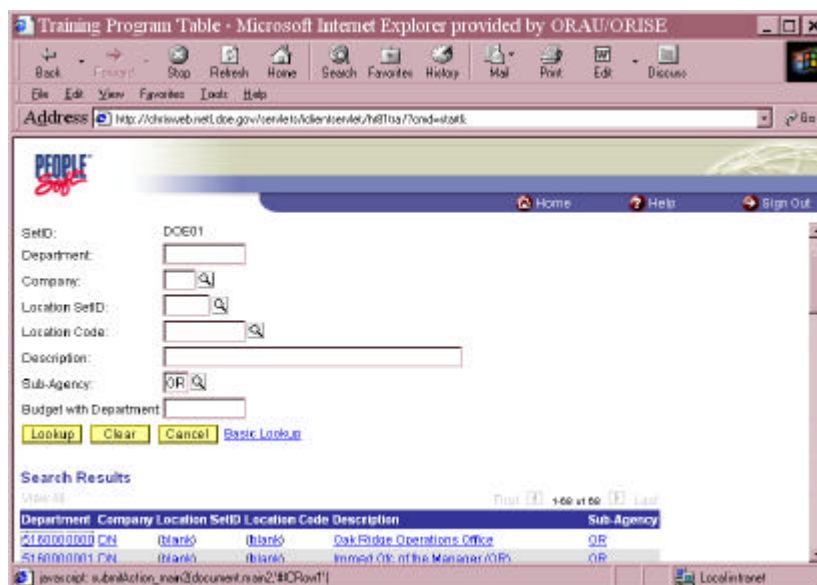 Training Program Table - Microsoft Internet Explorer provided by ORAU/ORISE
Back Forward Stop Refresh Home Search Favorites History Mail Print Edit Discuss
File Edit View Favorites Tools Help
Address Go
PEOPLE Soft
Home Help Sign Out
SetID: DOE01
Department:
Company:
Location SetID:
Location Code:
Description:
Sub-Agency: OR
Budget with Department
Lookup Clear Cancel Basic Lookup
Search Results
View All First 1-69 of 69 Last
Department Company Location SetID Location Code Description Sub-Agency
5160000000 DN (blank) (blank) Oak Ridge Operations Office OR
5160000001 DN (blank) (blank) Immed Ofc of the Manager (OR) OR
Local intranet